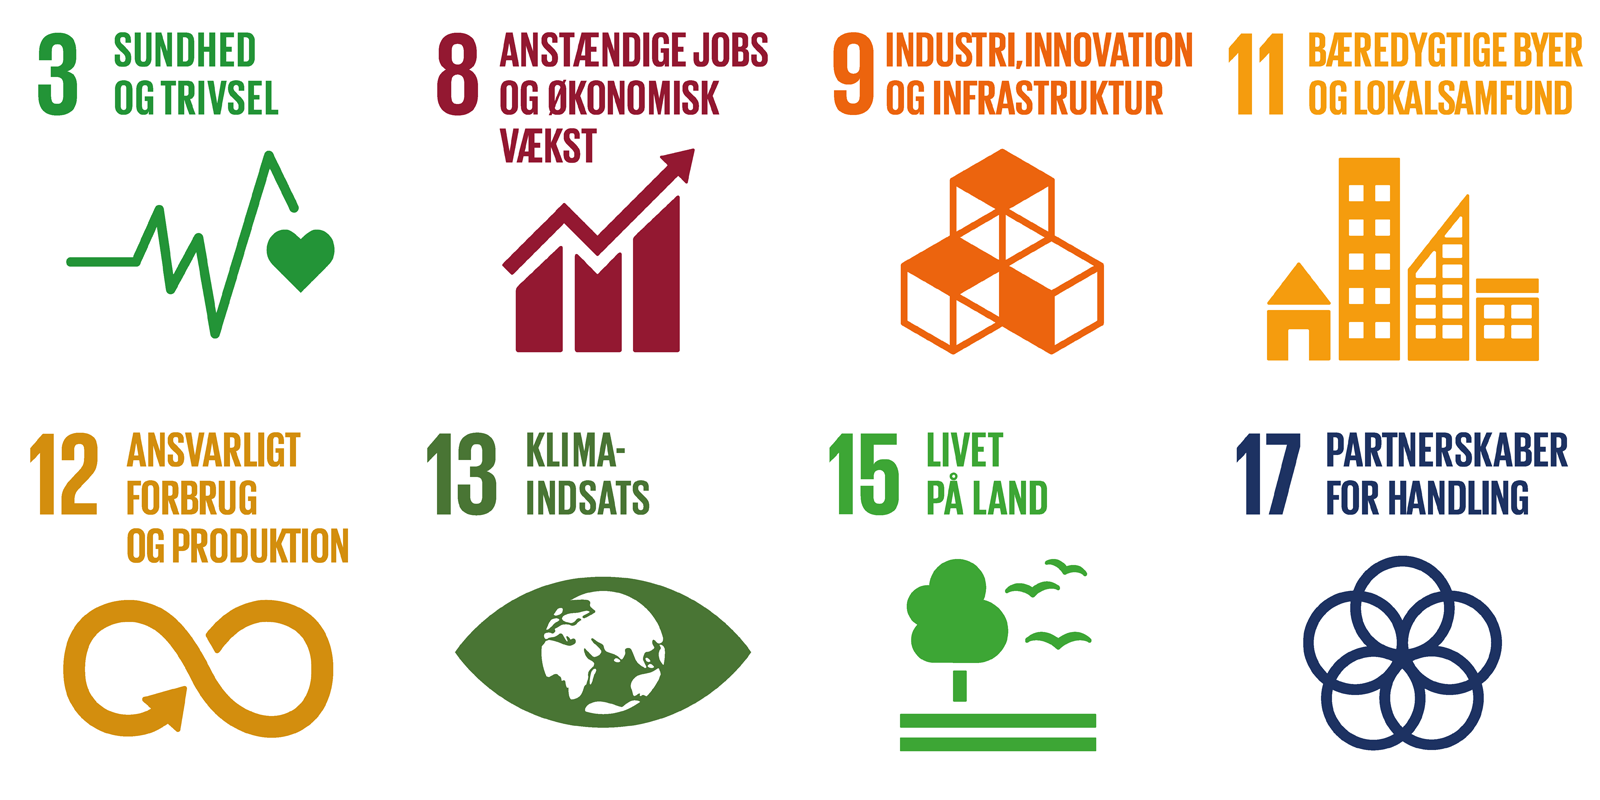 3 SUNDHED
OG TRIVSEL
8 ANSTÆNDIGE JOBS
OG ØKONOMISK
VÆKST
9 INDUSTRI, INNOVATION
OG INFRASTRUKTUR
11 BÆREDYGTIGE BYER
OG LOKALSAMFUND
12 ANSVARLIGT
FORBRUG
OG PRODUKTION
13 KLIMA-
INDSATS
15 LIVET
PÅ LAND
17 PARTNERSKABER
FOR HANDLING